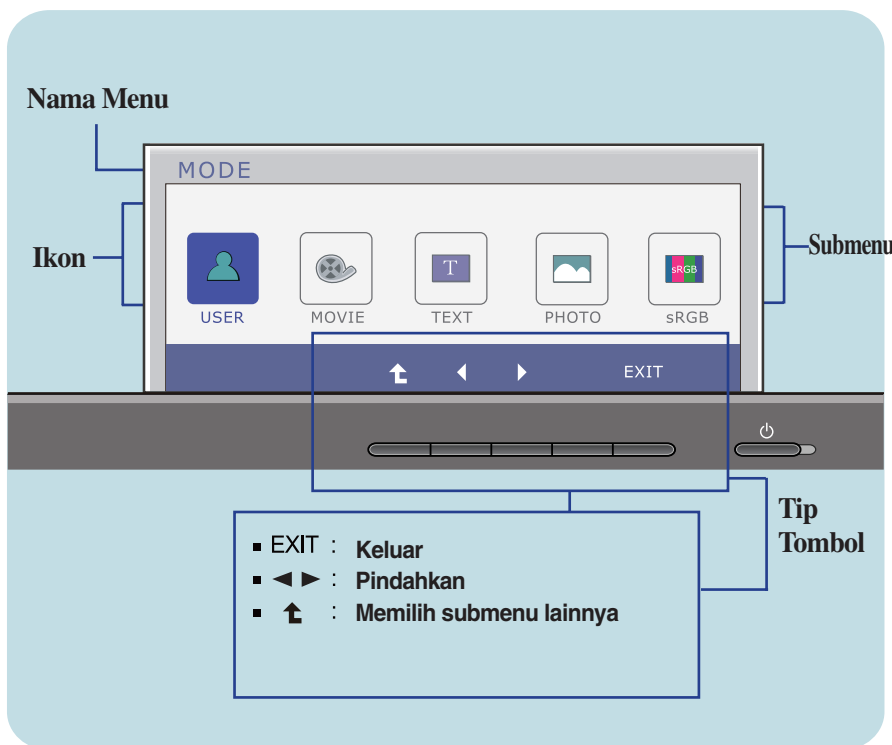 Nama Menu
MODE
Ikon
Submenu
T
sRGB
USER
MOVIE
TEXT
PHOTO
sRGB
EXIT
Tip
Tombol
EXIT : Keluar
◄ ► : Pindahkan
: Memilih submenu lainnya